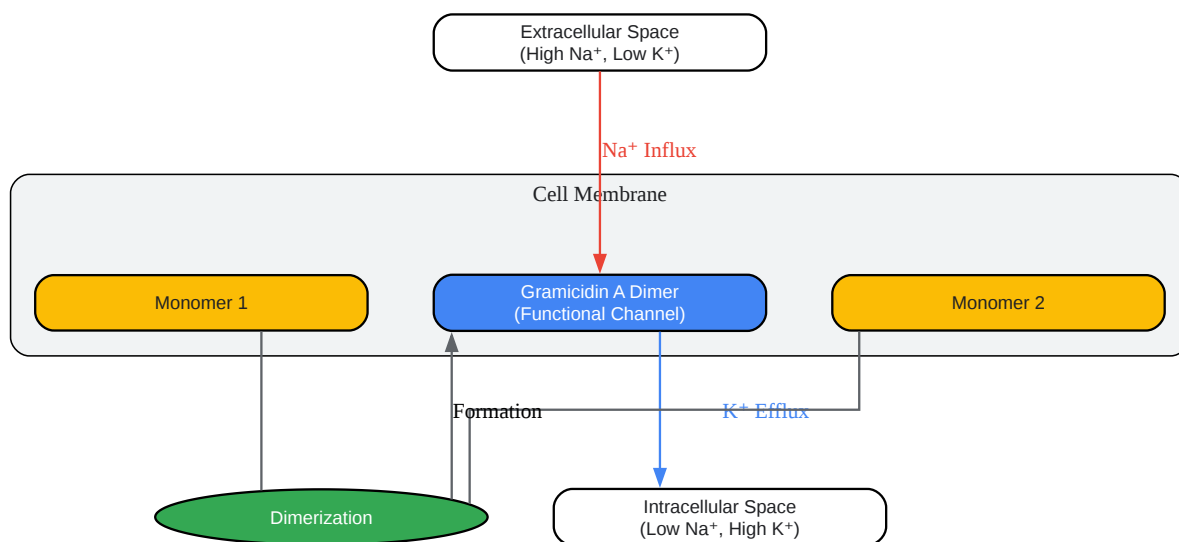 Extracellular Space
(High Na⁺, Low K⁺)
Na⁺ Influx
Cell Membrane
Monomer 1
Gramicidin A Dimer
(Functional Channel)
Monomer 2
Formation
K⁺ Efflux
Dimerization
Intracellular Space
(Low Na⁺, High K⁺)